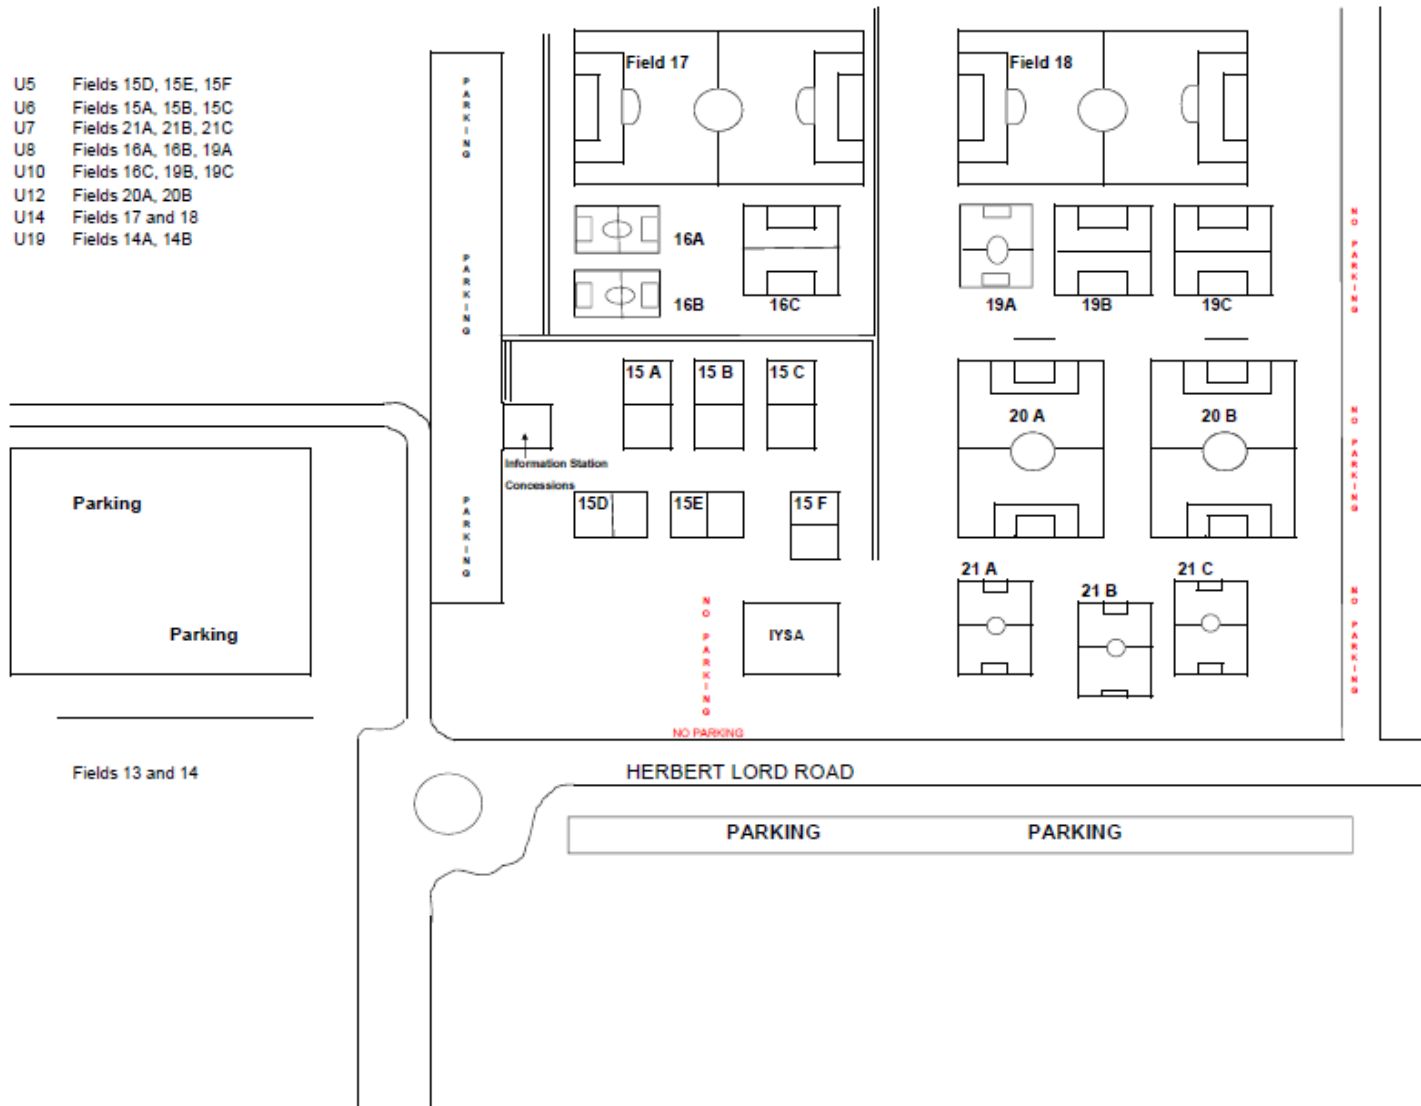 U5 Fields 15D, 15E, 15F
U6 Fields 15A, 15B, 15C
U7 Fields 21A, 21B, 21C
U8 Fields 16A, 16B, 19A
U10 Fields 16C, 19B, 19C
U12 Fields 20A, 20B
U14 Fields 17 and 18
U19 Fields 14A, 14B
PARKING
PARKING
PARKING
Field 17
Field 18
16A
16B
16C
19A
19B
19C
NO PARKING
15 A
15 B
15 C
Information Station
Concessions
15D
15E
15 F
20 A
20 B
NO PARKING
21 A
21 B
21 C
NO PARKING
Parking
Parking
NO PARKING
IYSA
NO PARKING
Fields 13 and 14
HERBERT LORD ROAD
PARKING PARKING